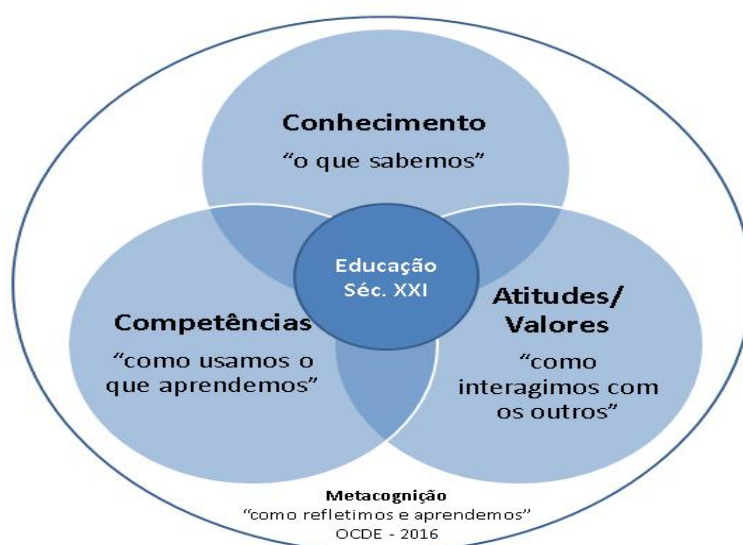 Conhecimento
“o que sabemos”
Educação
Séc. XXI
Competências
“como usamos o
que aprendemos”
Atitudes/
Valores
“como
interagimos com
os outros”
Metacognição
“como refletimos e aprendemos”
OCDE - 2016